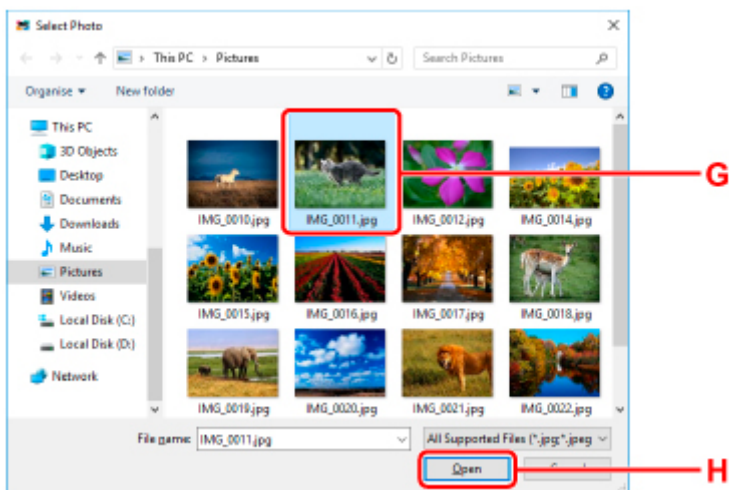 Select Photo
This PC > Pictures
Search Pictures
Organise
New folder
This PC
3D Objects
Desktop
Documents
Downloads
Music
Pictures
Videos
Local Disk (C:)
Local Disk (D:)
Network
IMG_0010.jpg IMG_0011.jpg IMG_0012.jpg IMG_0014.jpg
G
IMG_0015.jpg IMG_0016.jpg IMG_0017.jpg IMG_0018.jpg
IMG_0019.jpg IMG_0020.jpg IMG_0021.jpg IMG_0022.jpg
File name: IMG_0011.jpg
All Supported Files (*.jpg;*.jpeg
Open
H